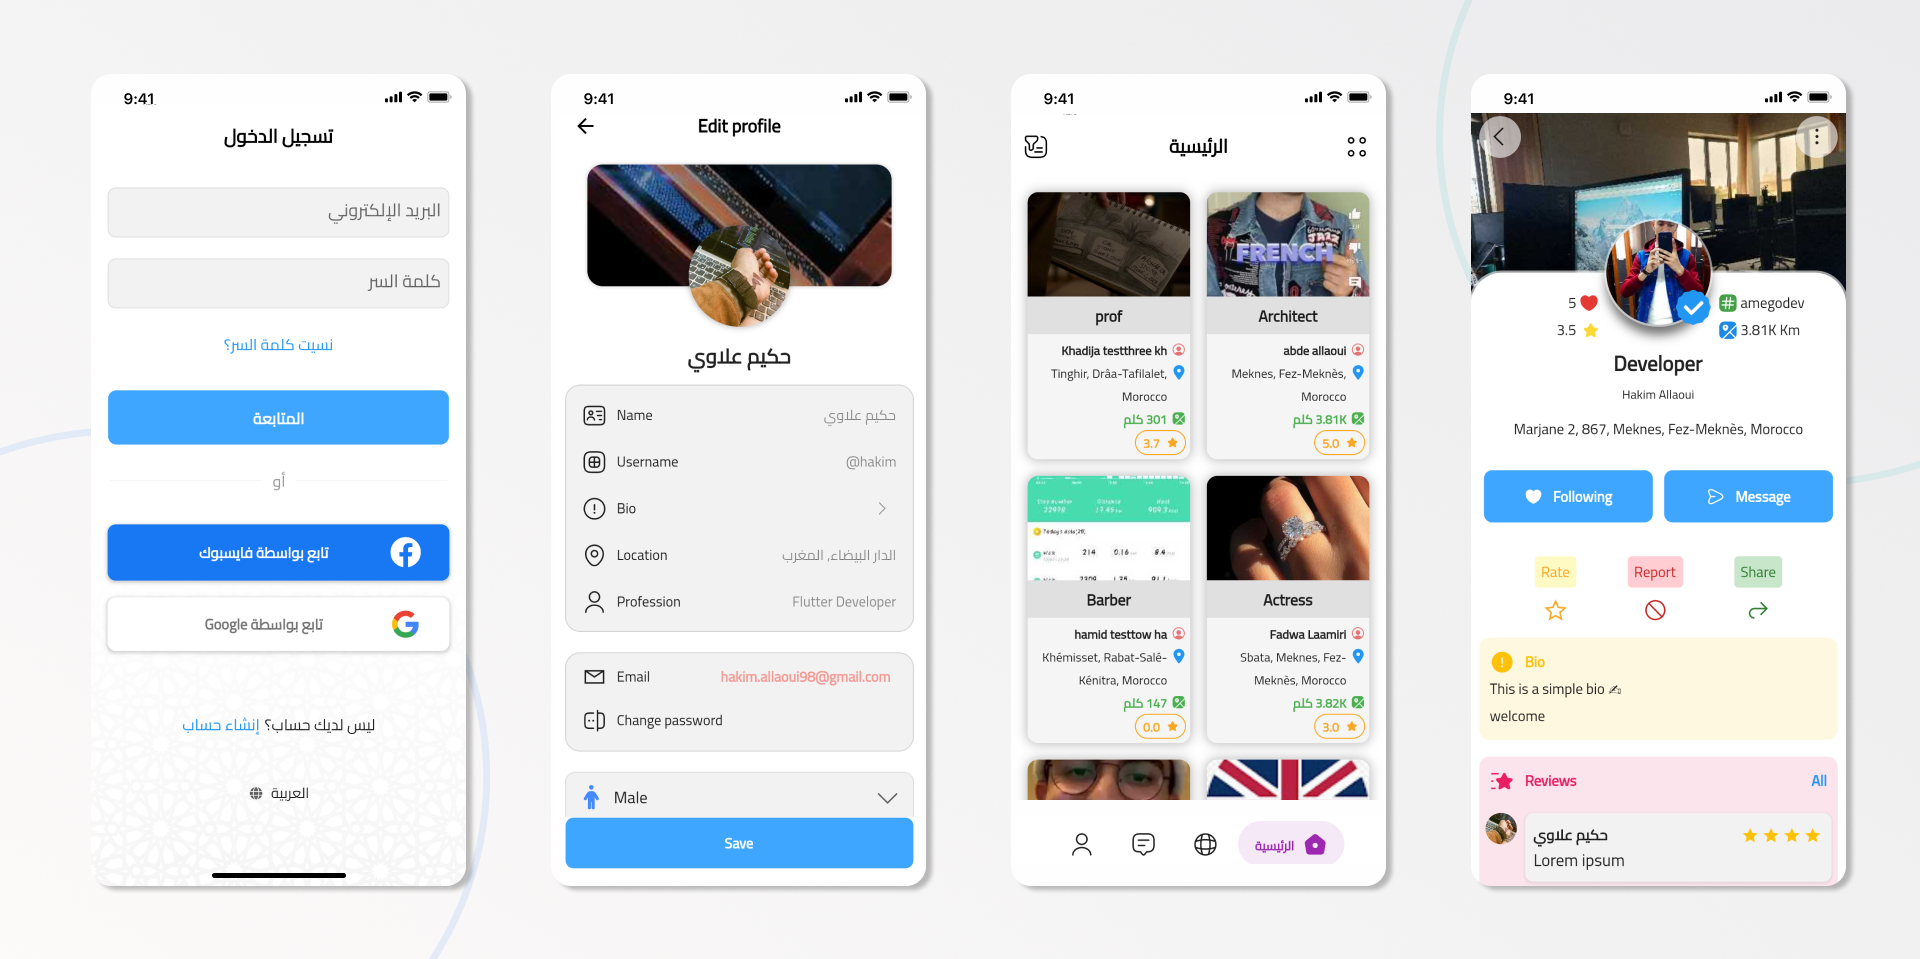 9:41
تسجيل الدخول
البريد الإلكتروني
كلمة السر
نسيت كلمة السر؟
المتابعة
أو
تابع بواسطة فايسبوك
تابع بواسطة Google
ليس لديك حساب؟ إنشاء حساب
العربية
9:41
Edit profile
حكيم علاوي
Name حكيم علاوي
Username @hakim
Bio
Location الدار البيضاء, المغرب
Profession Flutter Developer
Email hakim.allaoui98@gmail.com
Change password
Male
Save
9:41
الرئيسية
FRENCH
prof
Khadija testthree kh
Tinghir, Drâa-Tafilalet,
Morocco
301 كلم
3.7
Architect
abde allaoui
Meknes, Fez-Meknès,
Morocco
3.81K كلم
5.0
Barber
hamid testtow ha
Khémisset, Rabat-Salé-
Kénitra, Morocco
147 كلم
0.0
Actress
Fadwa Laamiri
Sbata, Meknes, Fez-
Meknès, Morocco
3.82K كلم
3.0
الرئيسية
9:41
5
amegodev
3.5
3.81K Km
Developer
Hakim Allaoui
Marjane 2, 867, Meknes, Fez-Meknès, Morocco
Following
Message
Rate
Report
Share
Bio
This is a simple bio ✍
welcome
Reviews
All
حكيم علاوي
Lorem ipsum